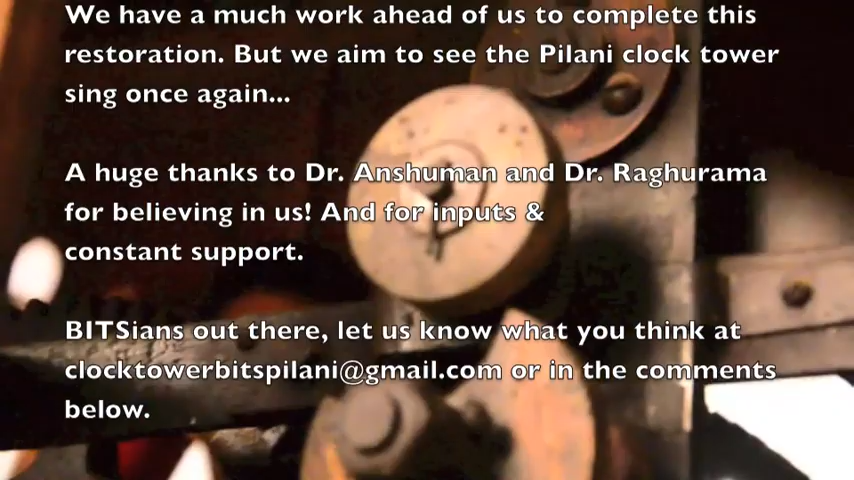 We have a much work ahead of us to complete this
restoration. But we aim to see the Pilani clock tower
sing once again...
A huge thanks to Dr. Anshuman and Dr. Raghurama
for believing in us! And for inputs &
constant support.
BITSians out there, let us know what you think at
clocktowerbitspilani@gmail.com or in the comments
below.